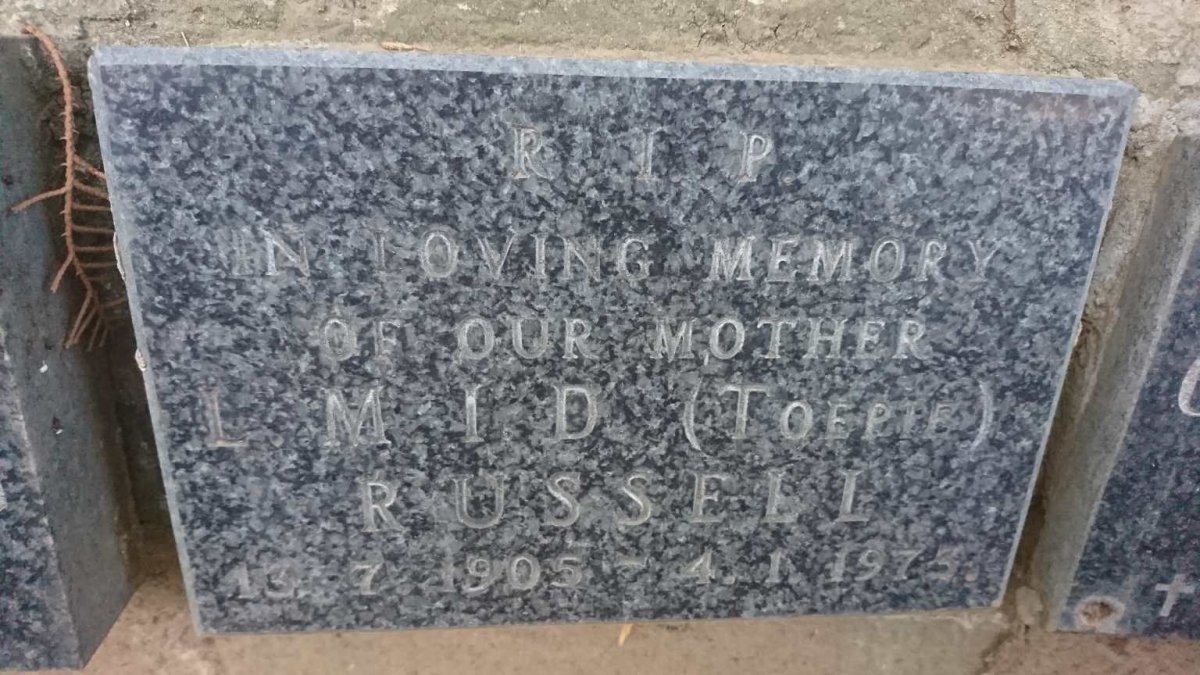 R I P
IN LOVING MEMORY
OF OUR MOTHER
L M I D (TOEPIE)
RUSSELL
13. 7. 1905 - 4. 1. 1975.